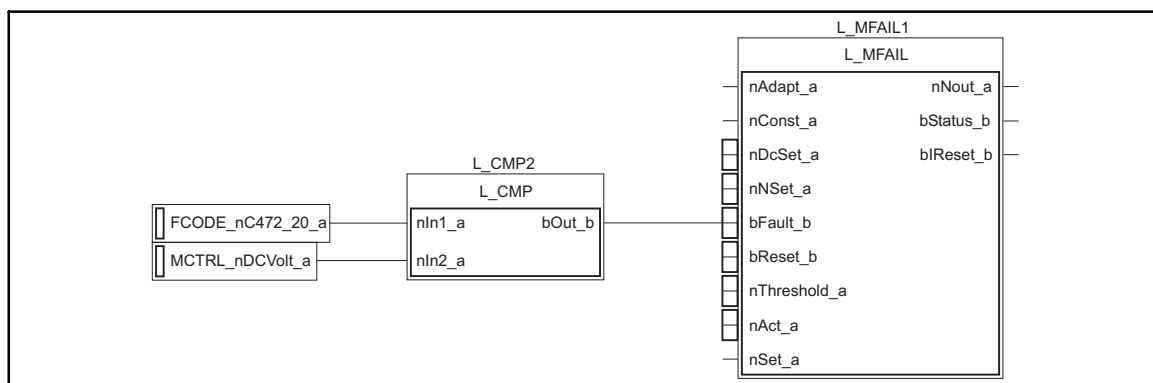 L_MFAIL1
L_MFAIL
nAdapt_a nNout_a
nConst_a bStatus_b
nDcSet_a bIReset_b
L_CMP2
L_CMP
nNSet_a
FCODE_nC472_20_a nIn1_a bOut_b bFault_b
MCTRL_nDCVolt_a nIn2_a bReset_b
nThreshold_a
nAct_a
nSet_a